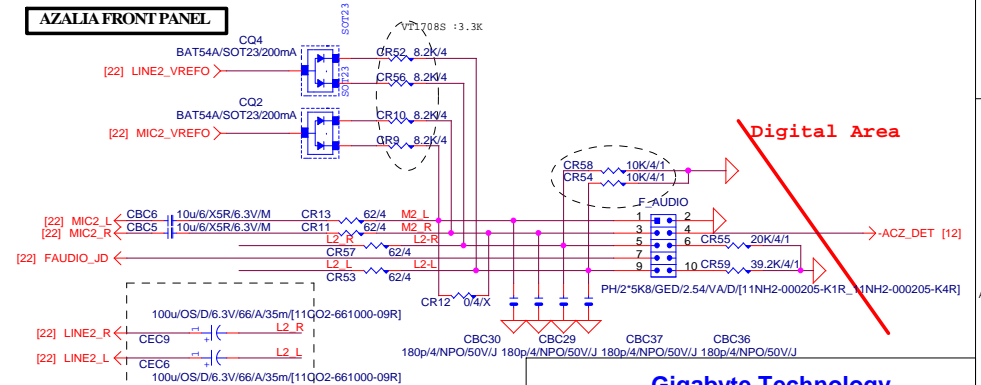 AZALIA FRONT PANEL
SOT23
VT1708S :3.3K
CQ4
BAT54A/SOT23/200mA
CR52 8.2K/4
[22] LINE2_VREFO
SOT23
CR56 8.2K/4
CQ2
BAT54A/SOT23/200mA
CR10 8.2K/4
[22] MIC2_VREFO
CR9 8.2K/4
Digital Area
CR58 10K/4/1
CR54 10K/4/1
F_AUDIO
[22] MIC2_L CBC6 10u/6/X5R/6.3V/M CR13 62/4 M2_L 1 2
[22] MIC2_R CBC5 10u/6/X5R/6.3V/M CR11 62/4 M2_R 3 4 -ACZ_DET [12]
L2_R L2-R 5 6 CR55 20K/4/1
CR57 62/4
[22] FAUDIO_JD 7
L2_L L2-L 9 10 CR59 39.2K/4/1
CR53 62/4
PH/2*5K8/GED/2.54/VA/D/[11NH2-000205-K1R_11NH2-000205-K4R]
CR12 0/4/X
100u/OS/D/6.3V/66/A/35m/[11QO2-661000-09R]
[22] LINE2_R 1 + L2_R
CEC9
CBC30 CBC29 CBC37 CBC36
180p/4/NPO/50V/J 180p/4/NPO/50V/J 180p/4/NPO/50V/J 180p/4/NPO/50V/J
[22] LINE2_L 1 + L2_L
CEC6
100u/OS/D/6.3V/66/A/35m/[11QO2-661000-09R]
Gigabyte Technology